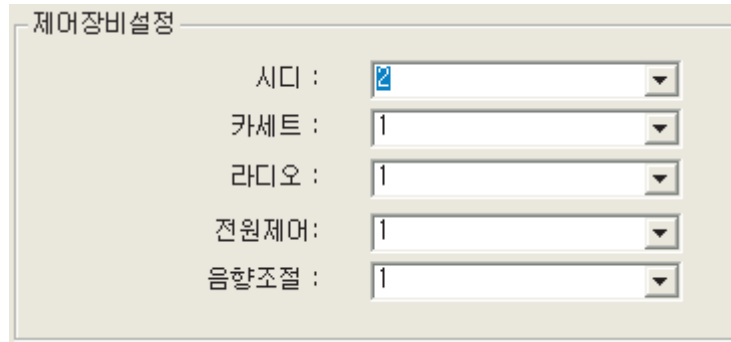 제어장비설정
시디 : 2
카세트 : 1
라디오 : 1
전원제어: 1
음향조절 : 1